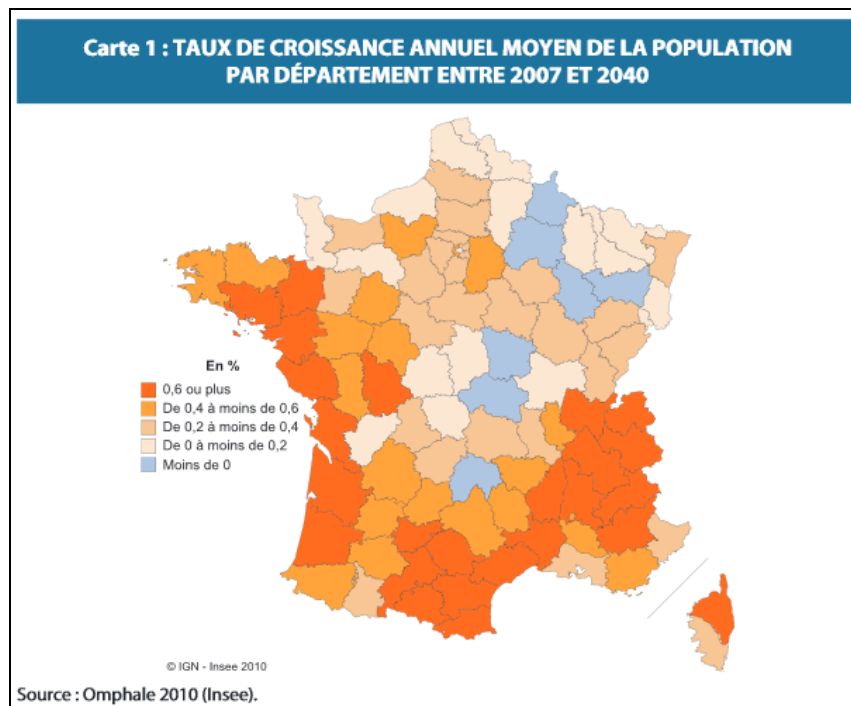 Carte 1 : TAUX DE CROISSANCE ANNUEL MOYEN DE LA POPULATION
PAR DÉPARTEMENT ENTRE 2007 ET 2040
En %
0,6 ou plus
De 0,4 à moins de 0,6
De 0,2 à moins de 0,4
De 0 à moins de 0,2
Moins de 0
© IGN - Insee 2010
Source : Omphale 2010 (Insee).